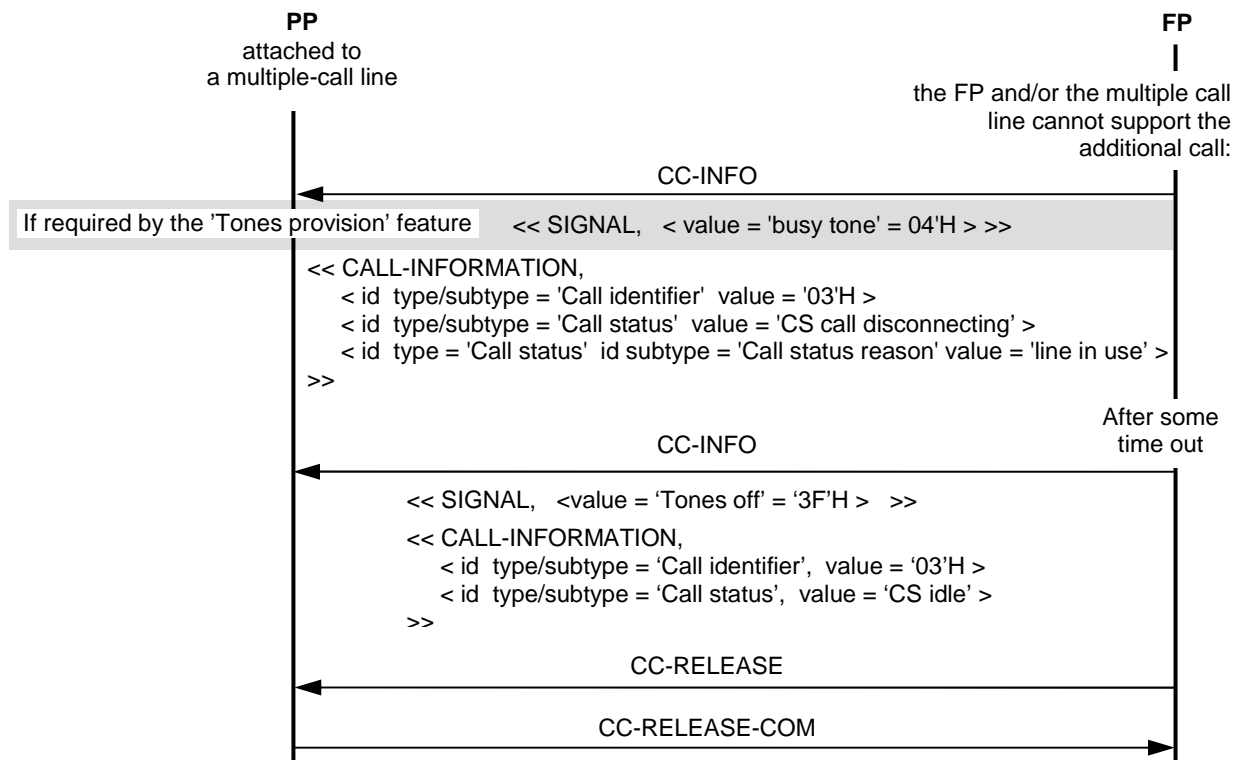 PP
attached to
a multiple-call line
FP
the FP and/or the multiple call
line cannot support the
additional call:
CC-INFO
If required by the ’Tones provision’ feature << SIGNAL, < value = 'busy tone' = 04'H > >>
<< CALL-INFORMATION,
< id type/subtype = 'Call identifier' value = '03'H >
< id type/subtype = 'Call status' value = 'CS call disconnecting’ >
< id type = 'Call status' id subtype = 'Call status reason' value = 'line in use’ >
>>
After some
time out
CC-INFO
<< SIGNAL, <value = ‘Tones off’ = ‘3F’H > >>
<< CALL-INFORMATION,
< id type/subtype = ‘Call identifier’, value = ‘03’H >
< id type/subtype = ‘Call status’, value = ‘CS idle’ >
>>
CC-RELEASE
CC-RELEASE-COM